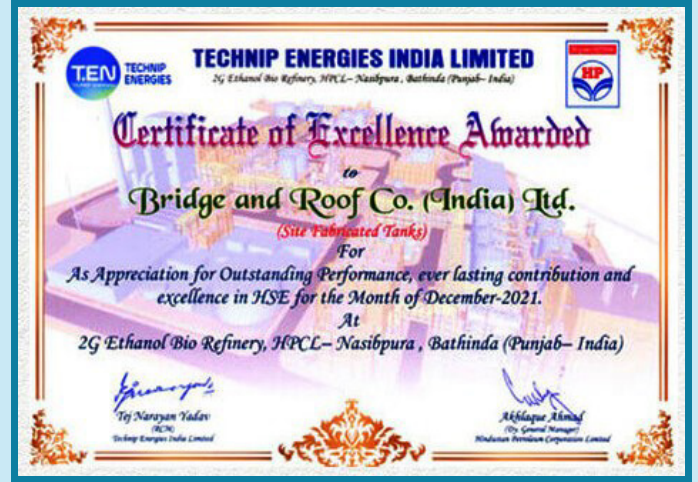 TECHNIP ENERGIES INDIA LIMITED
T.EN TECHNIP
ENERGIES
2G Ethanol Bio Refinery, HPCL– Nasibpura , Bathinda (Punjab– India)
HP
Certificate of Excellence Awarded
to
Bridge and Roof Co. (India) Ltd.
(Site Fabricated Tanks)
For
As Appreciation for Outstanding Performance, ever lasting contribution and
excellence in HSE for the Month of December-2021.
At
2G Ethanol Bio Refinery, HPCL– Nasibpura , Bathinda (Punjab– India)
Tej Narayan Yadav
(RCM)
Technip Energies India Limited
Akhlaque Ahmad
(Dy. General Manager)
Hindustan Petroleum Corporation Limited